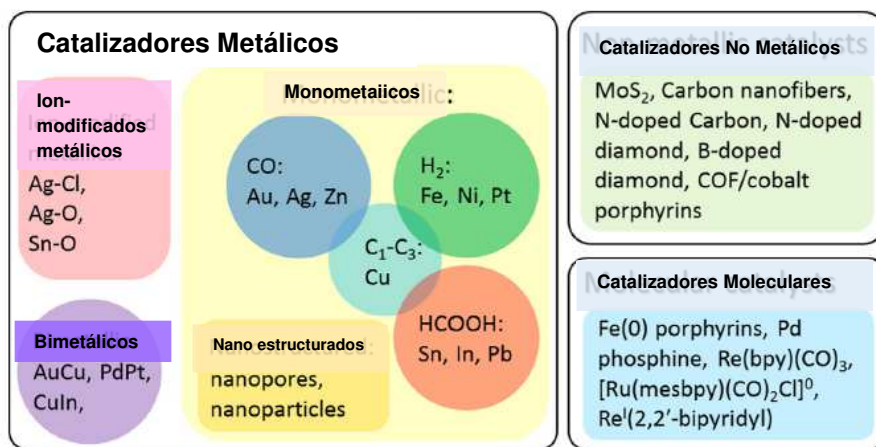 Catalizadores Metálicos
Ion-
modificados
metálicos
Ag-Cl,
Ag-O,
Sn-O
Bimetálicos
AuCu, PdPt,
CuIn,
Monometaiicos:
CO:
Au, Ag, Zn
H₂:
Fe, Ni, Pt
C₁-C₃:
Cu
HCOOH:
Sn, In, Pb
Nano estructurados:
nanopores,
nanoparticles
Catalizadores No Metálicos
MoS₂, Carbon nanofibers,
N-doped Carbon, N-doped
diamond, B-doped
diamond, COF/cobalt
porphyrins
Catalizadores Moleculares
Fe(0) porphyrins, Pd
phosphine, Re(bpy)(CO)₃,
[Ru(mesbpy)(CO)₂Cl]⁰,
Reᴵ(2,2′-bipyridyl)